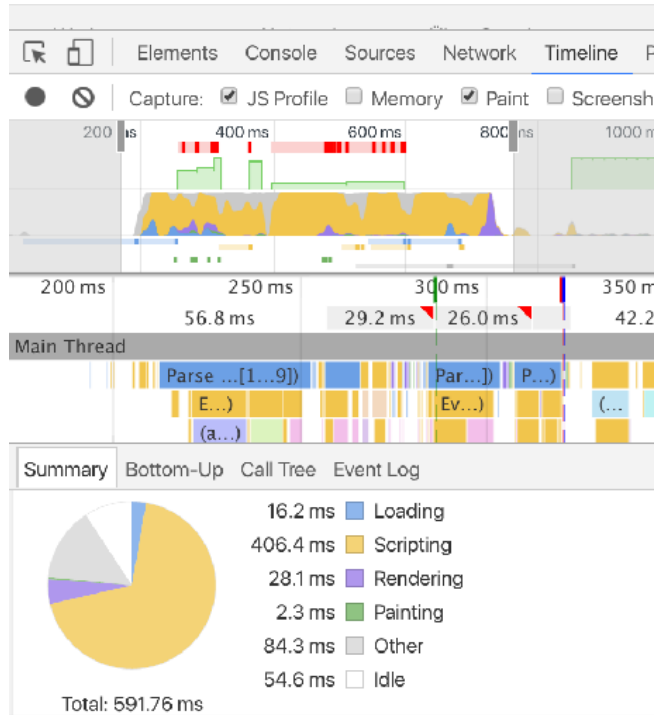 Elements Console Sources Network Timeline
Capture: JS Profile Memory Paint Screensh
200 ms 400 ms 600 ms 800 ms 1000 m
200 ms 250 ms 300 ms 350 m
56.8 ms 29.2 ms 26.0 ms 42.2
Main Thread
Parse ...[1...9]) Par...]) P...)
E...) Ev...) (...
(a...)
Summary Bottom-Up Call Tree Event Log
16.2 ms Loading
406.4 ms Scripting
28.1 ms Rendering
2.3 ms Painting
84.3 ms Other
54.6 ms Idle
Total: 591.76 ms